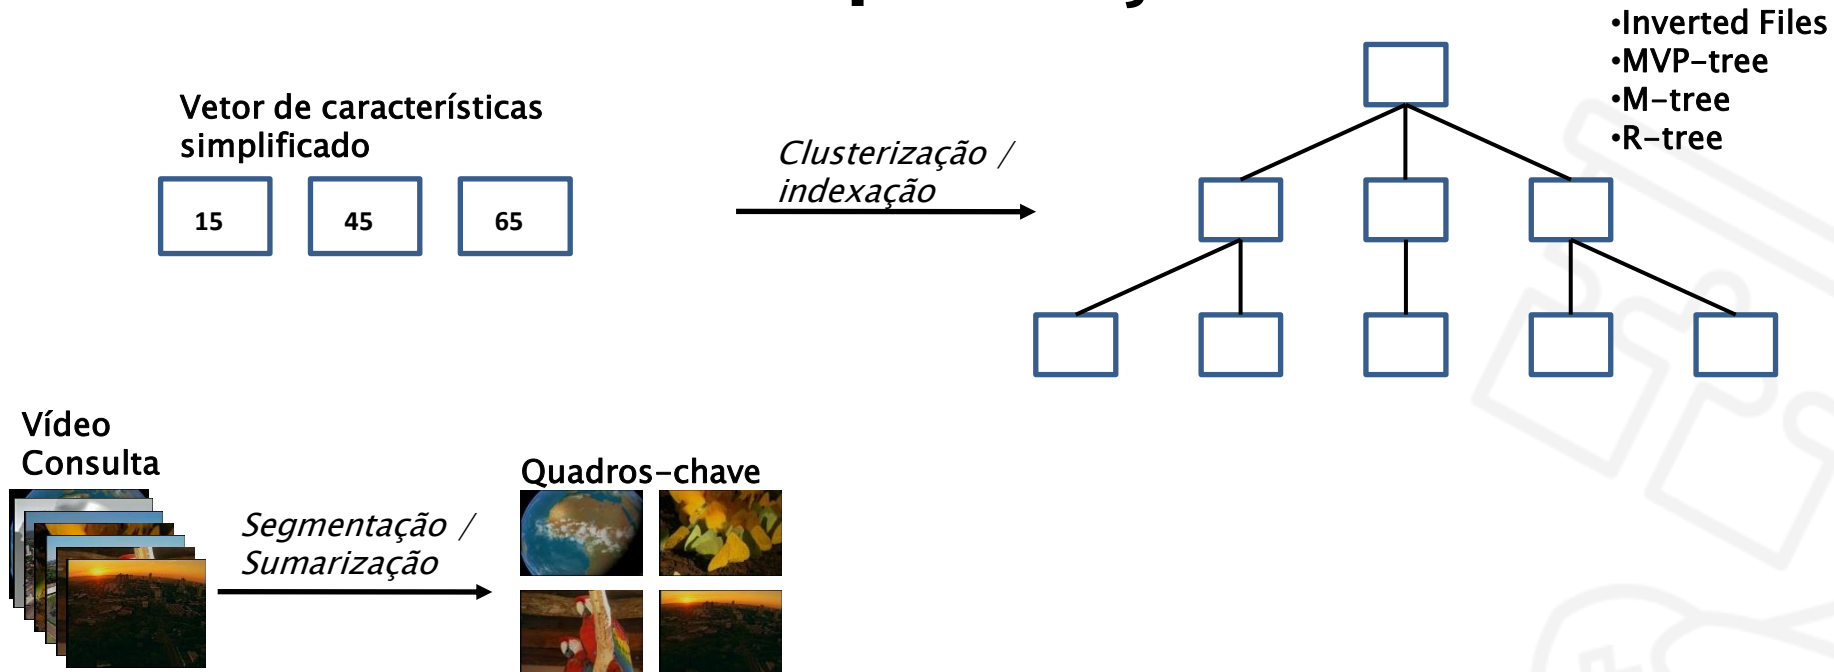 •Inverted Files
•MVP-tree
•M-tree
•R-tree
Vetor de características
simplificado
15 45 65
Clusterização /
indexação
Vídeo
Consulta
Segmentação /
Sumarização
Quadros-chave